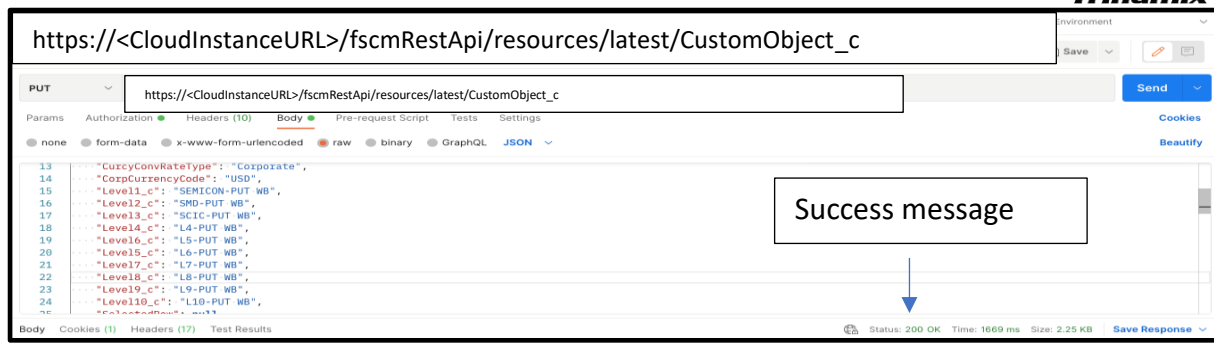 Environment
https://<CloudInstanceURL>/fscmRestApi/resources/latest/CustomObject_c
Save
PUT
https://<CloudInstanceURL>/fscmRestApi/resources/latest/CustomObject_c
Send
Params Authorization Headers (10) Body Pre-request Script Tests Settings Cookies
none form-data x-www-form-urlencoded raw binary GraphQL JSON Beautify
13 "CurcyConvRateType": "Corporate",
14 "CorpCurrencyCode": "USD",
15 "Level1_c": "SEMICON-PUT WB",
16 "Level2_c": "SMD-PUT WB",
17 "Level3_c": "SCIC-PUT WB",
18 "Level4_c": "L4-PUT WB",
19 "Level6_c": "L5-PUT WB",
20 "Level5_c": "L6-PUT WB",
21 "Level7_c": "L7-PUT WB",
22 "Level8_c": "L8-PUT WB",
23 "Level9_c": "L9-PUT WB",
24 "Level10_c": "L10-PUT WB",
25 "SelectedRow": null
Success message
Body Cookies (1) Headers (17) Test Results Status: 200 OK Time: 1669 ms Size: 2.25 KB Save Response